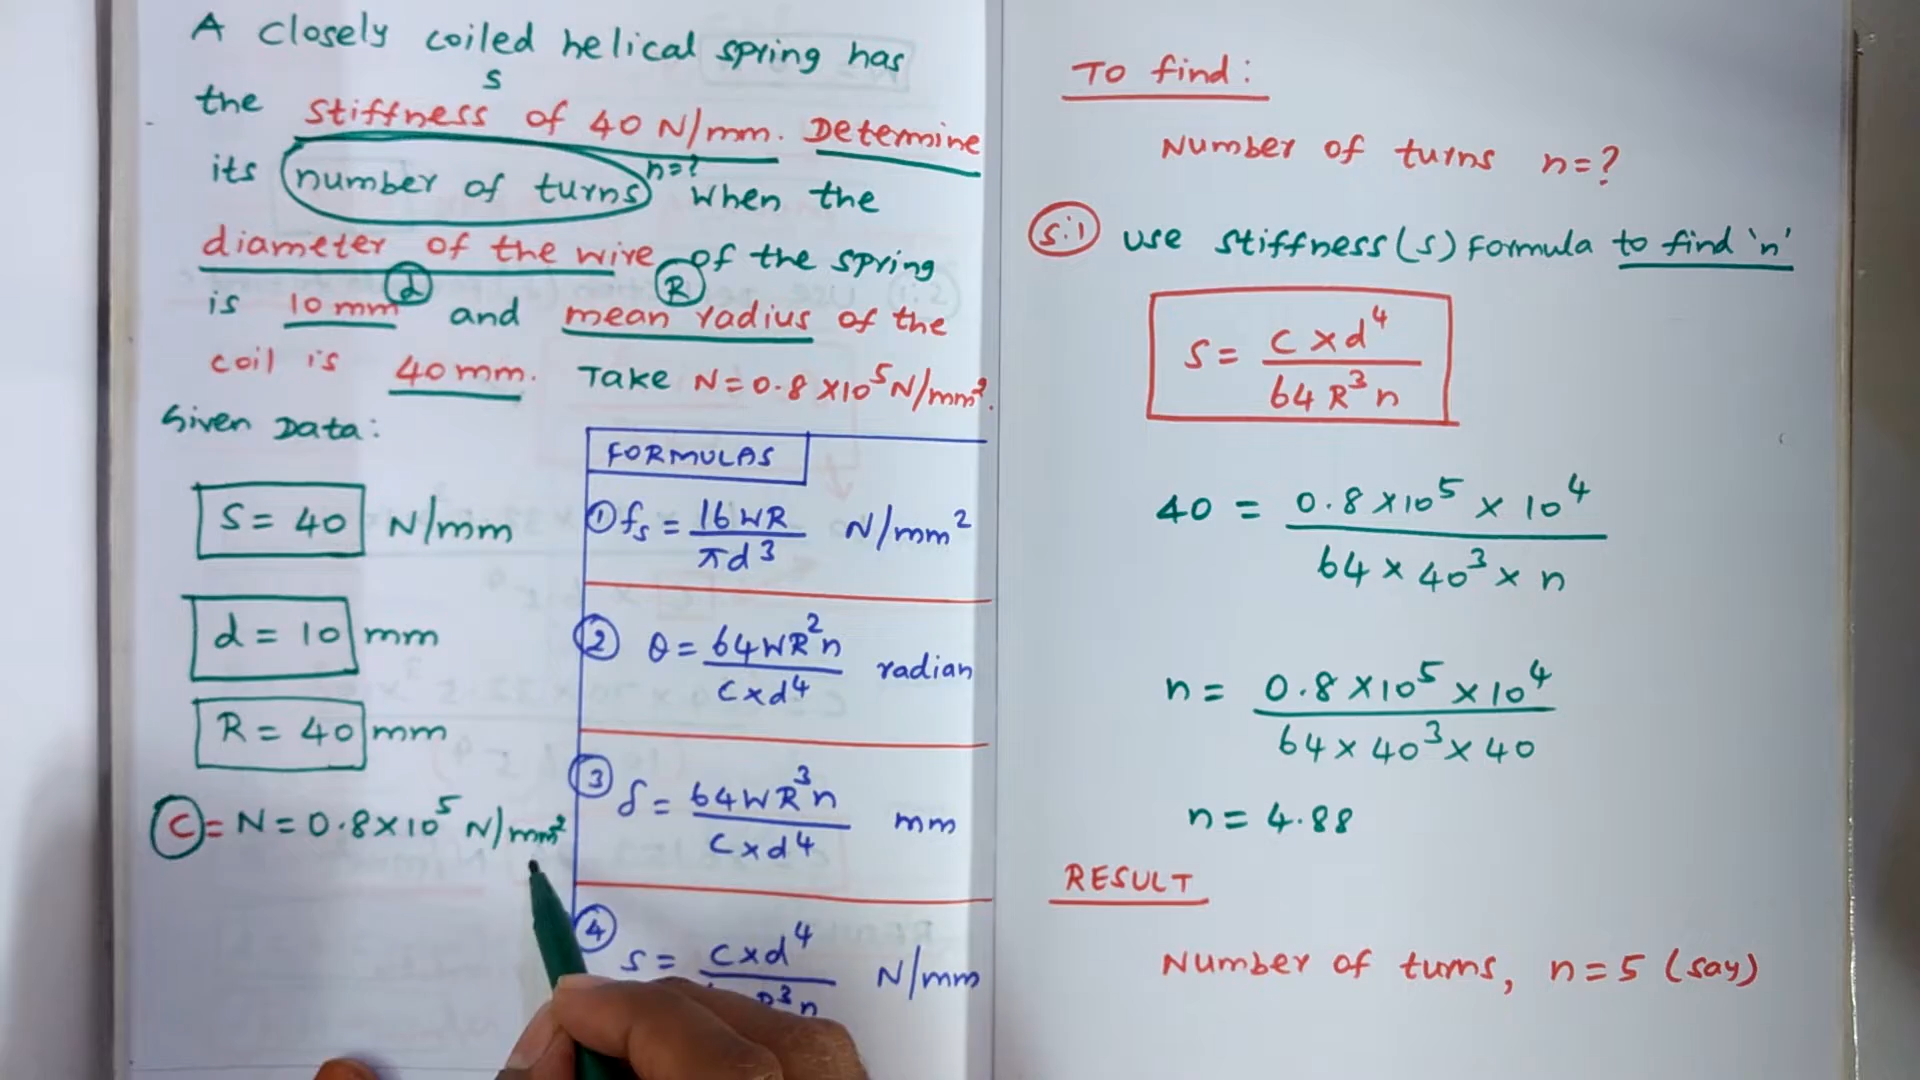 A closely coiled helical spring has
s
the stiffness of 40 N/mm. Determine
its number of turns n=? when the
diameter of the wire of the spring
d R
is 10 mm and mean radius of the
coil is 40 mm. Take N = 0.8 × 10⁵ N/mm².
Given Data:
S = 40 N/mm
d = 10 mm
R = 40 mm
C = N = 0.8 × 10⁵ N/mm²
FORMULAS
① fs = 16WR / πd³ N/mm²
② θ = 64WR²n / C×d⁴ radian
③ δ = 64WR³n / C×d⁴ mm
④ s = C×d⁴ / R³n N/mm
To find:
Number of turns n=?
S:1 Use stiffness (s) Formula to find 'n'
S = C×d⁴ / 64R³n
40 = 0.8 × 10⁵ × 10⁴ / 64 × 40³ × n
n = 0.8 × 10⁵ × 10⁴ / 64 × 40³ × 40
n = 4.88
RESULT
Number of turns, n = 5 (say)